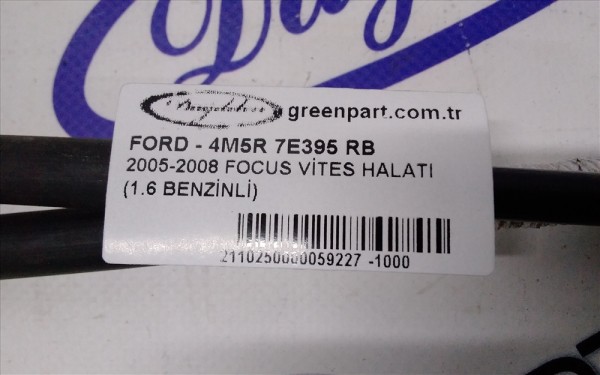 greenpart.com.tr
FORD - 4M5R 7E395 RB
2005-2008 FOCUS VİTES HALATI
(1.6 BENZİNLİ)
2110250000059227 -1000